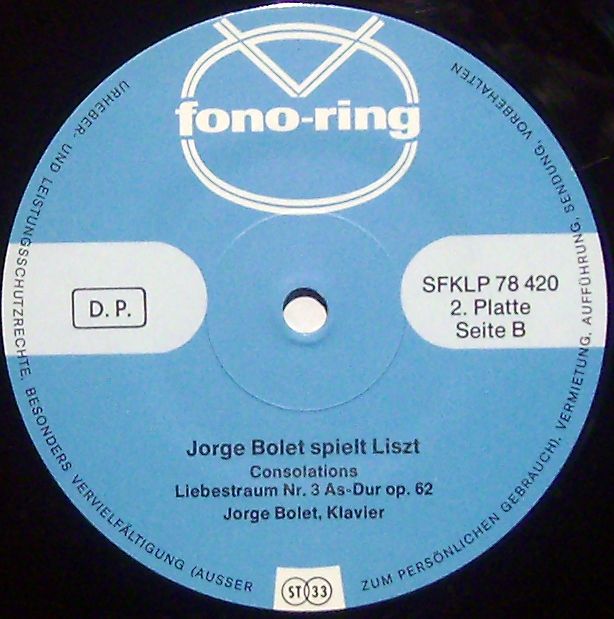 fono-ring
D. P.
SFKLP 78 420
2. Platte
Seite B
Jorge Bolet spielt Liszt
Consolations
Liebestraum Nr. 3 As-Dur op. 62
Jorge Bolet, Klavier
ST 33
URHEBER- UND LEISTUNGSSCHUTZRECHTE, BESONDERS VERVIELFÄLTIGUNG (AUSSER ZUM PERSÖNLICHEN GEBRAUCH), VERMIETUNG, AUFFÜHRUNG, SENDUNG, VORBEHALTEN